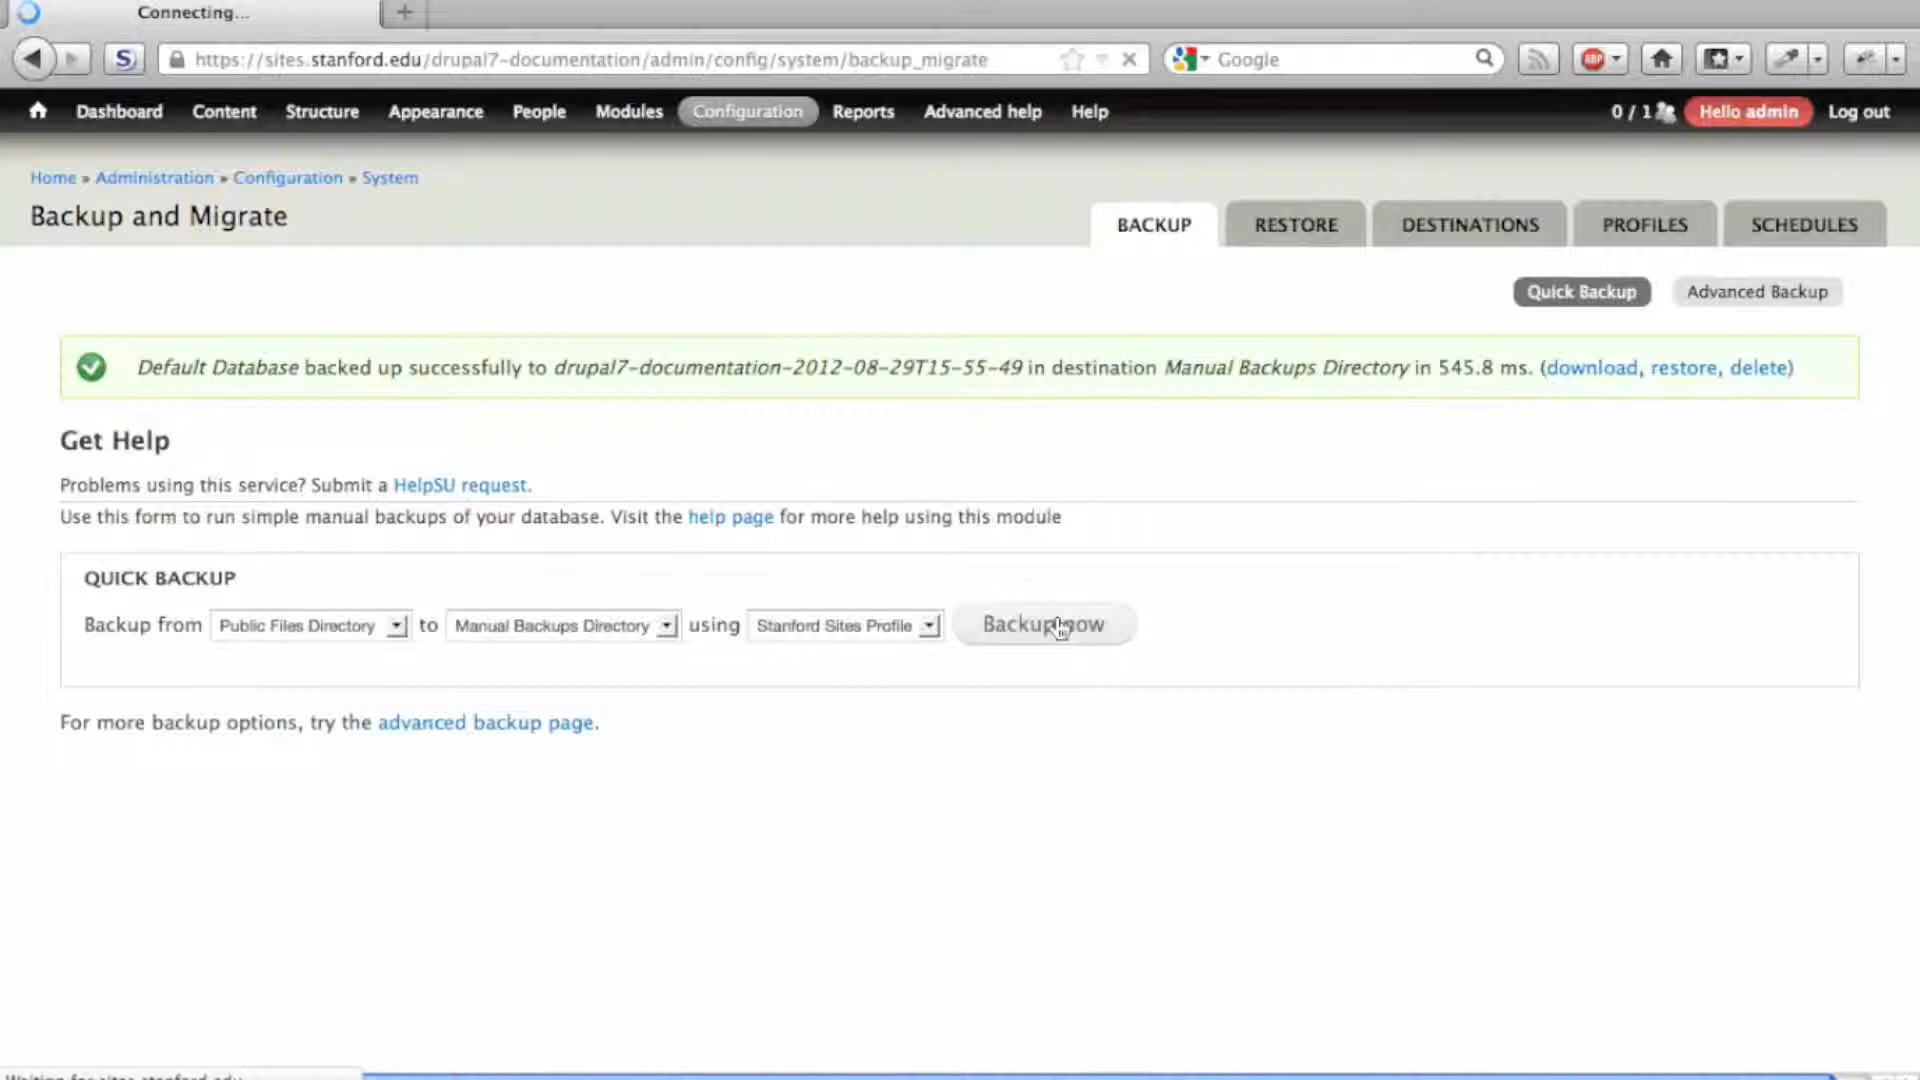 Connecting...
https://sites.stanford.edu/drupal7-documentation/admin/config/system/backup_migrate
Google
Dashboard Content Structure Appearance People Modules Configuration Reports Advanced help Help 0 / 1 Hello admin Log out
Home » Administration » Configuration » System
Backup and Migrate
BACKUP RESTORE DESTINATIONS PROFILES SCHEDULES
Quick Backup Advanced Backup
Default Database backed up successfully to drupal7-documentation-2012-08-29T15-55-49 in destination Manual Backups Directory in 545.8 ms. (download, restore, delete)
Get Help
Problems using this service? Submit a HelpSU request.
Use this form to run simple manual backups of your database. Visit the help page for more help using this module
QUICK BACKUP
Backup from Public Files Directory to Manual Backups Directory using Stanford Sites Profile Backup now
For more backup options, try the advanced backup page.
Waiting for sites.stanford.edu